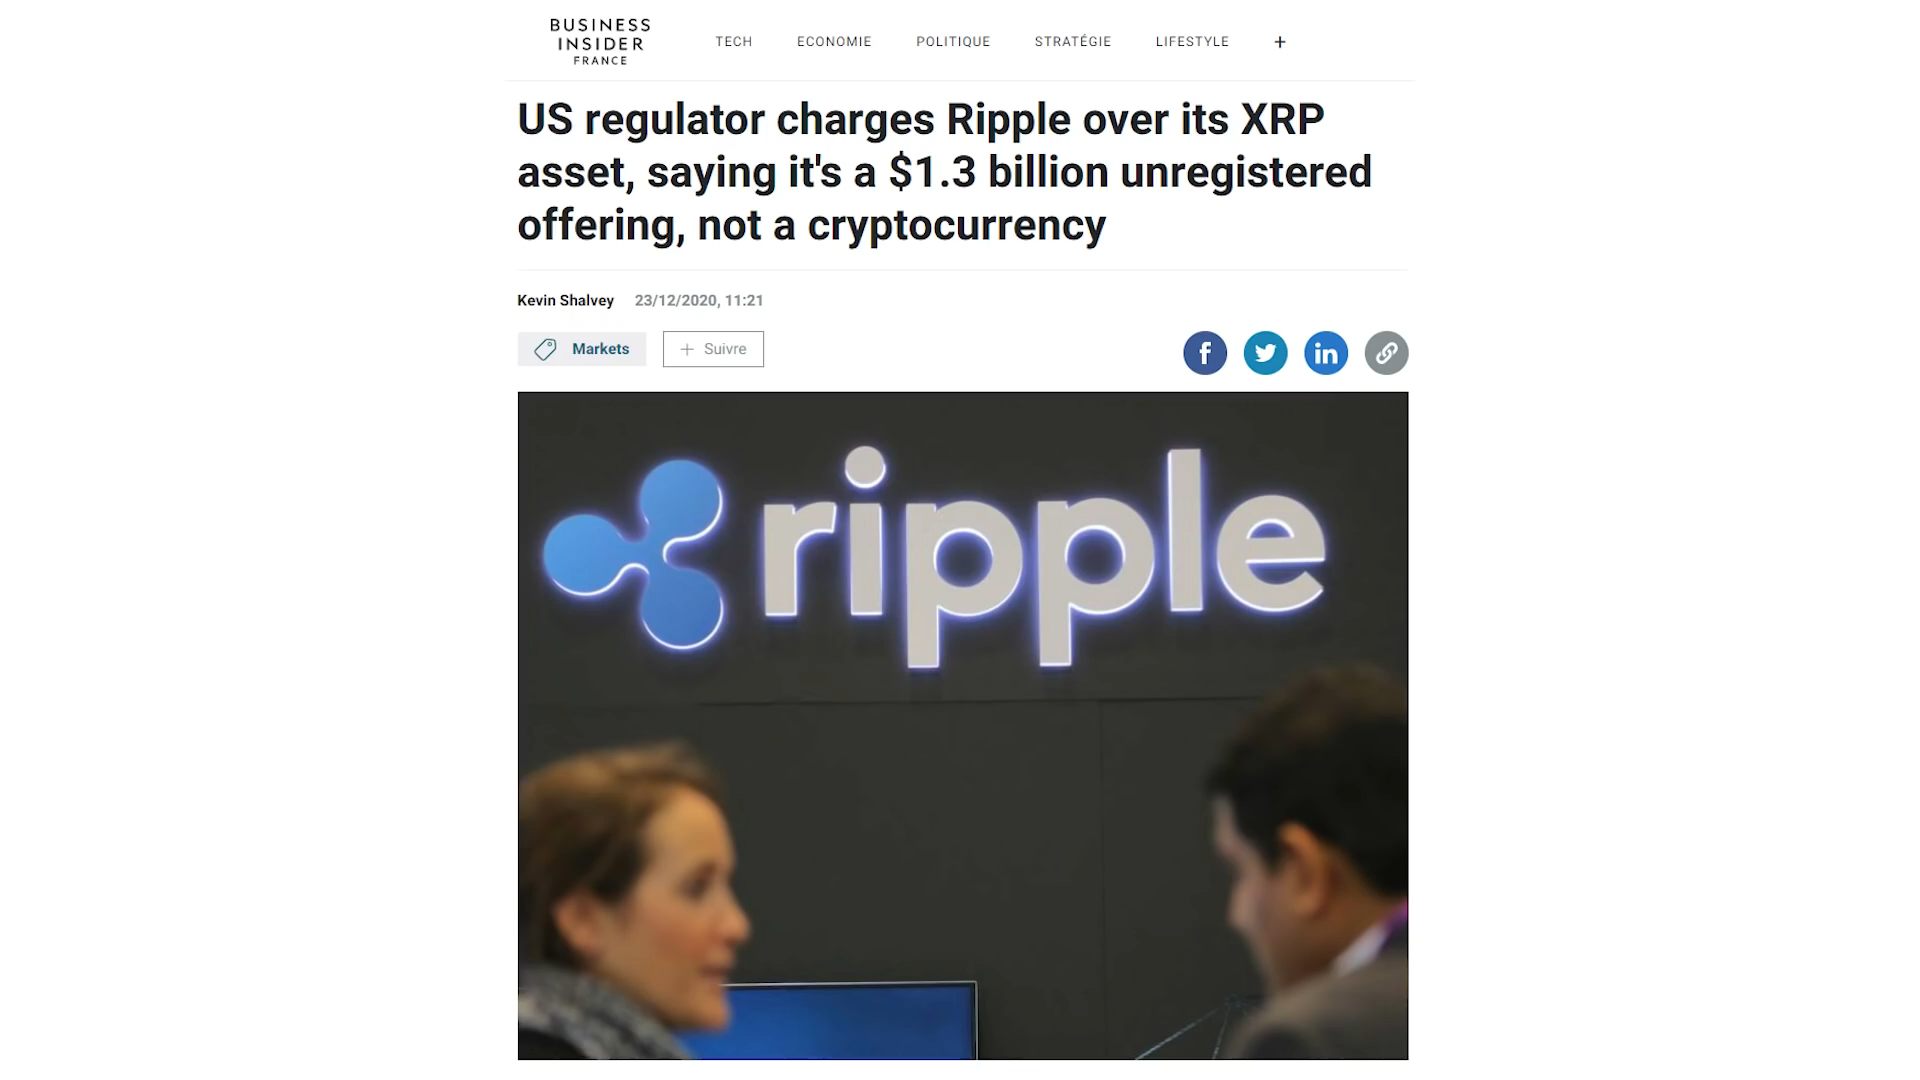 BUSINESS
INSIDER
FRANCE
TECH
ECONOMIE
POLITIQUE
STRATÉGIE
LIFESTYLE
+
US regulator charges Ripple over its XRP
asset, saying it's a $1.3 billion unregistered
offering, not a cryptocurrency
Kevin Shalvey 23/12/2020, 11:21
Markets
+ Suivre
f
in
ripple